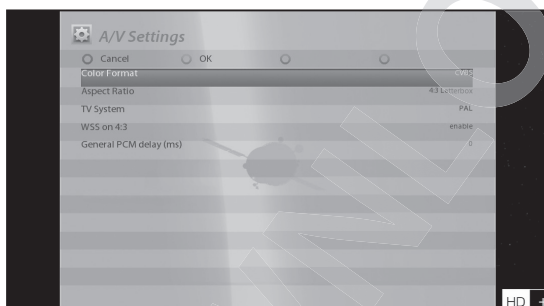 A/V Settings
Cancel OK
Color Format CVBS
Aspect Ratio 4:3 Letterbox
TV System PAL
WSS on 4:3 enable
General PCM delay (ms) 0
HD